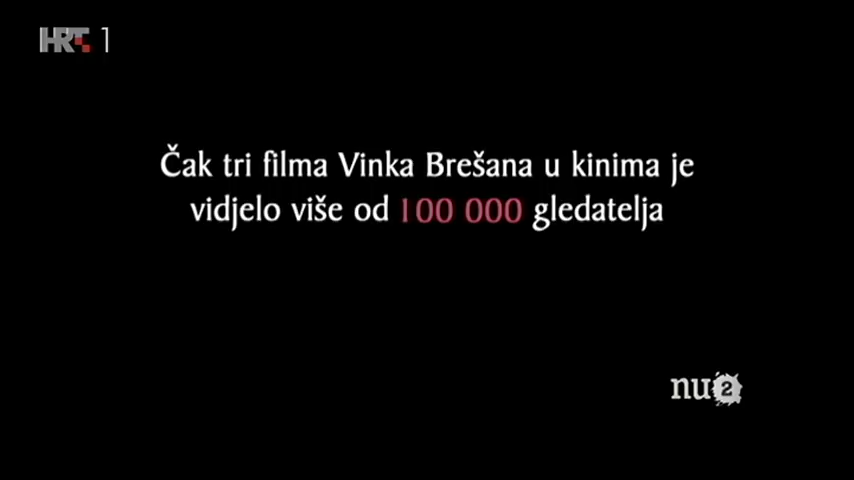 HRT 1
Čak tri filma Vinka Brešana u kinima je
vidjelo više od 100 000 gledatelja
nu2